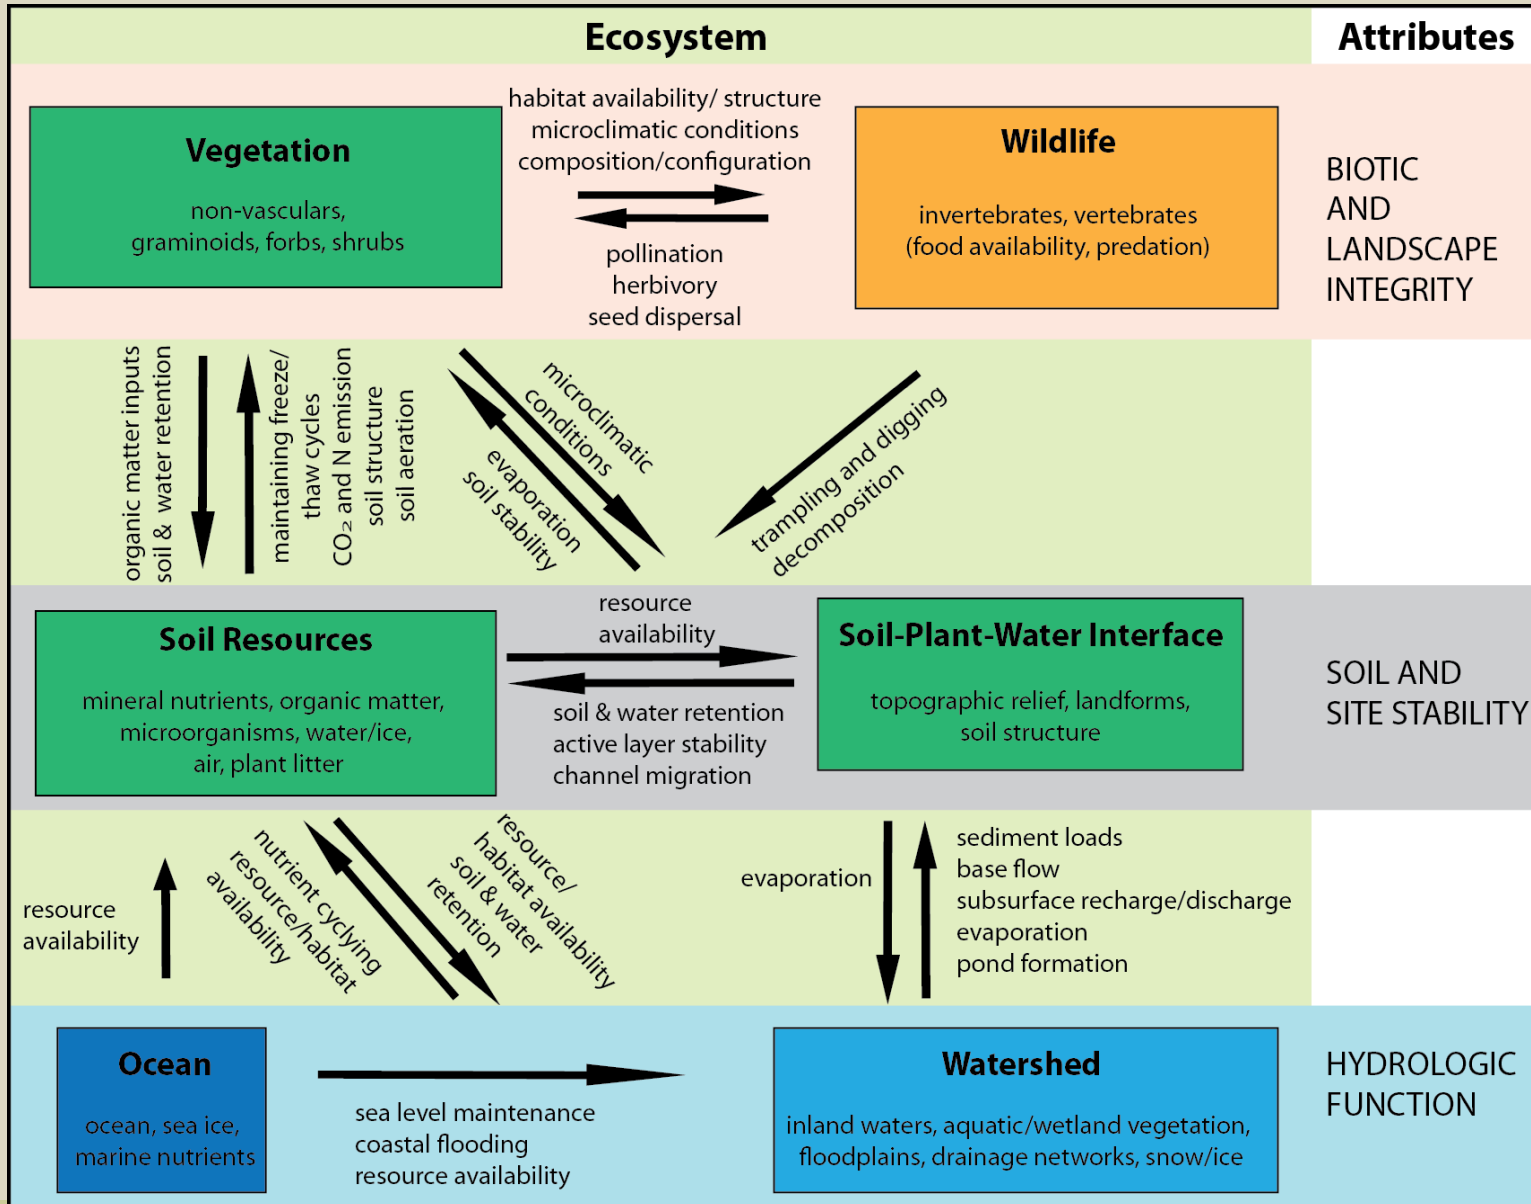 Ecosystem
Attributes
habitat availability/ structure
microclimatic conditions
composition/configuration
Vegetation
non-vasculars,
graminoids, forbs, shrubs
Wildlife
invertebrates, vertebrates
(food availability, predation)
pollination
herbivory
seed dispersal
BIOTIC
AND
LANDSCAPE
INTEGRITY
organic matter inputs
soil & water retention
maintaining freeze/
thaw cycles
CO₂ and N emission
soil structure
soil aeration
microclimatic
conditions
evaporation
soil stability
trampling and digging
decomposition
Soil Resources
mineral nutrients, organic matter,
microorganisms, water/ice,
air, plant litter
resource
availability
soil & water retention
active layer stability
channel migration
Soil-Plant-Water Interface
topographic relief, landforms,
soil structure
SOIL AND
SITE STABILITY
resource
availability
nutrient cyclying
resource/habitat
availability
resource/
habitat availability
soil & water
retention
evaporation
sediment loads
base flow
subsurface recharge/discharge
evaporation
pond formation
Ocean
ocean, sea ice,
marine nutrients
sea level maintenance
coastal flooding
resource availability
Watershed
inland waters, aquatic/wetland vegetation,
floodplains, drainage networks, snow/ice
HYDROLOGIC
FUNCTION